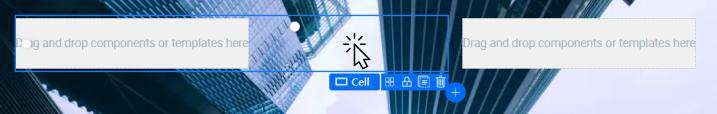 Drag and drop components or templates here
Drag and drop components or templates here
Cell